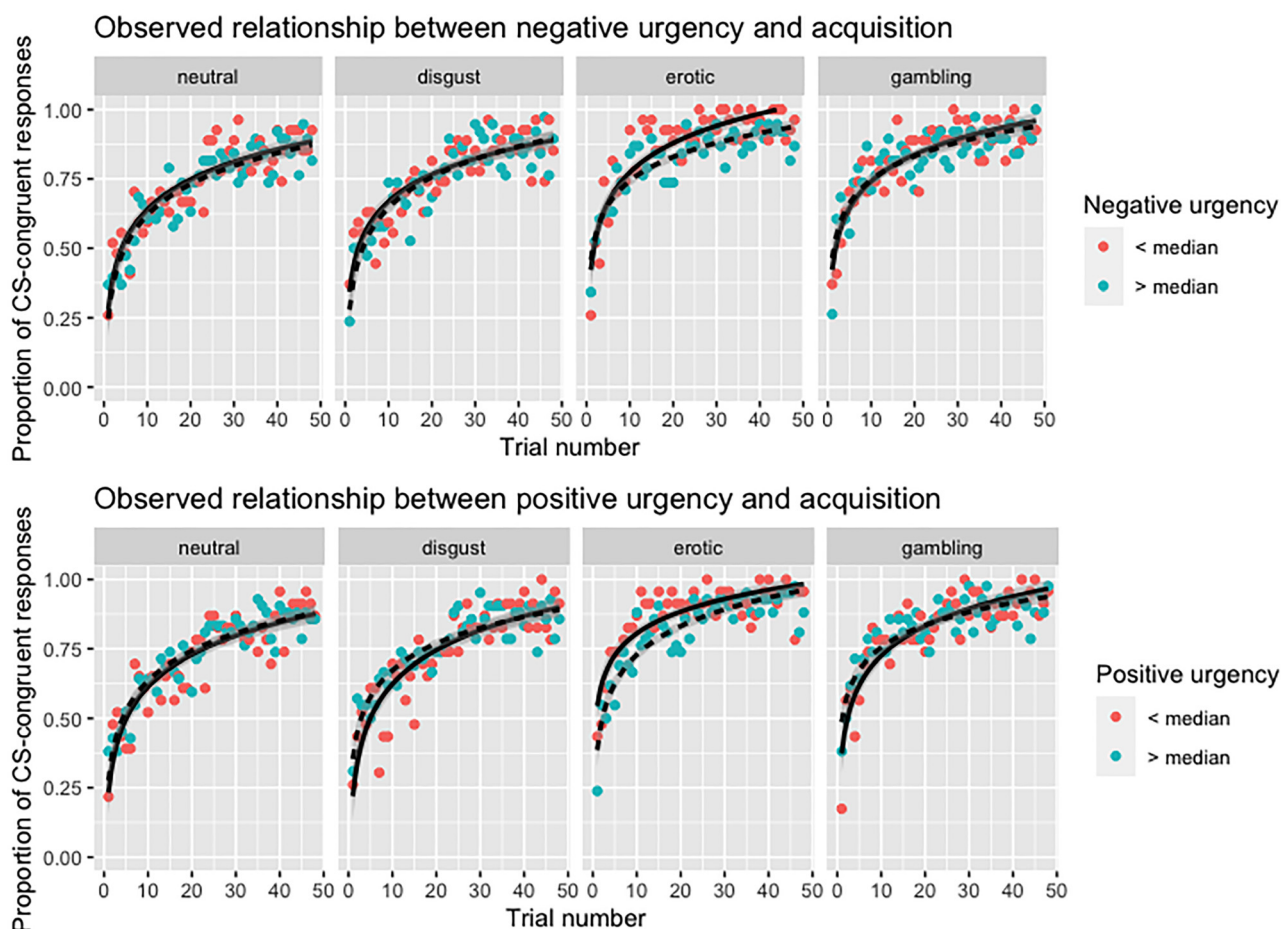 Observed relationship between negative urgency and acquisition
neutral disgust erotic gambling
Proportion of CS-congruent responses
1.00
0.75
0.50
0.25
0.00
0 10 20 30 40 50 0 10 20 30 40 50 0 10 20 30 40 50 0 10 20 30 40 50
Trial number
Negative urgency
< median
> median
Observed relationship between positive urgency and acquisition
neutral disgust erotic gambling
Proportion of CS-congruent responses
1.00
0.75
0.50
0.25
0.00
0 10 20 30 40 50 0 10 20 30 40 50 0 10 20 30 40 50 0 10 20 30 40 50
Trial number
Positive urgency
< median
> median